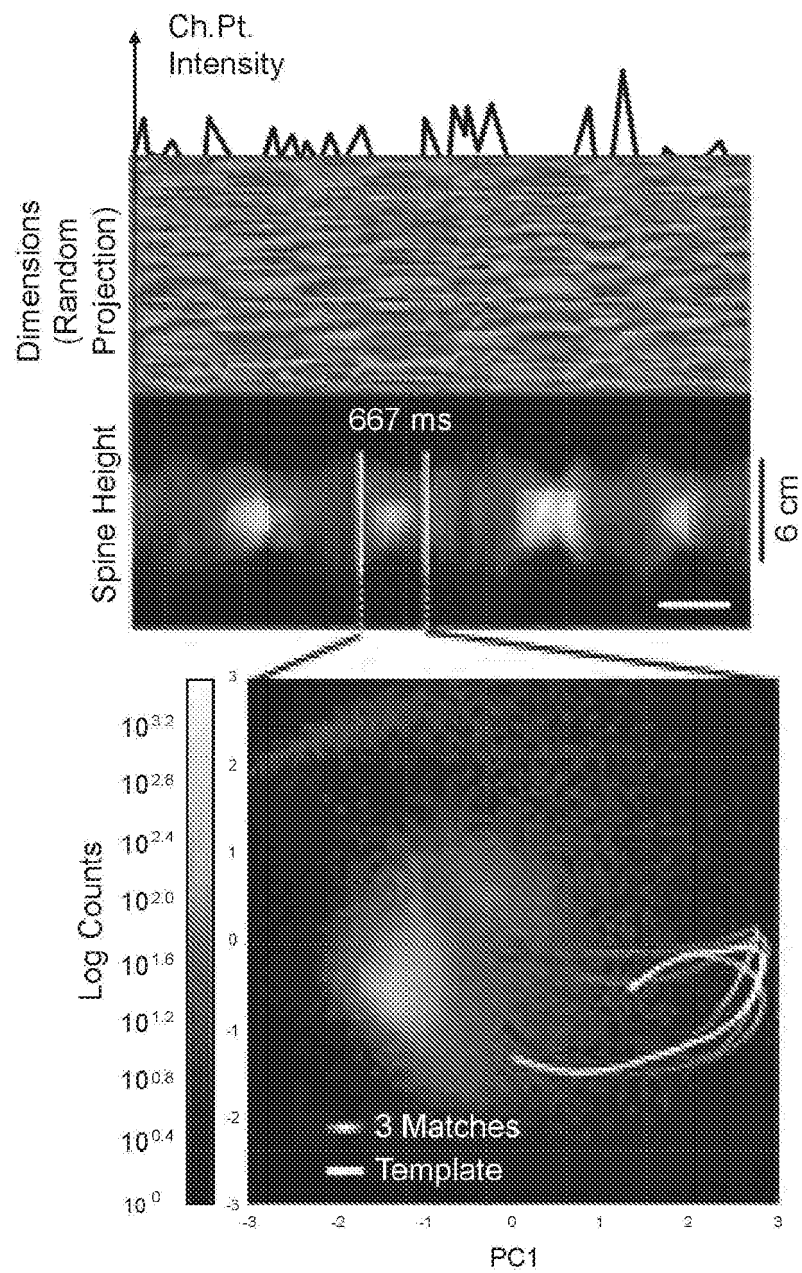 Ch.Pt.
Intensity
Dimensions
(Random
Projection)
667 ms
Spine Height
6 cm
Log Counts
10^3.2
10^2.8
10^2.4
10^2.0
10^1.6
10^1.2
10^0.8
10^0.4
10^0
3
2
1
0
-1
-2
-3
3 Matches
Template
-3 -2 -1 0 1 2 3
PC1